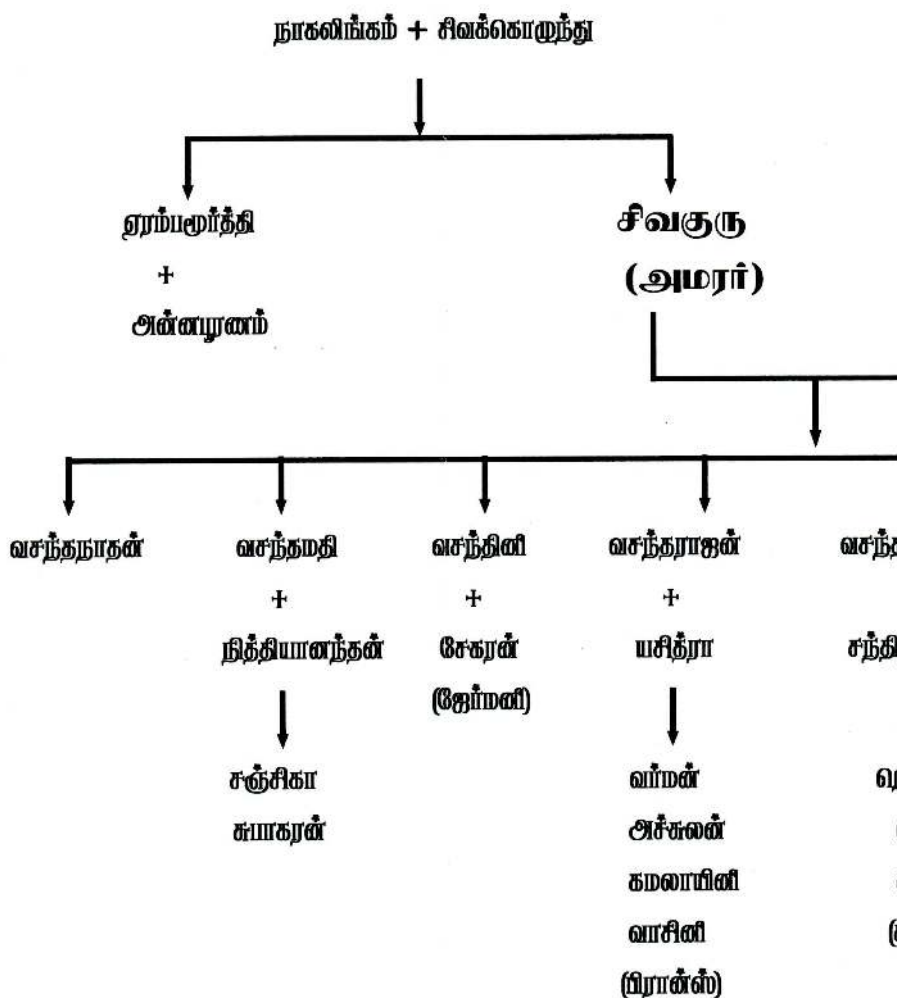 நாகலிங்கம் + சிவக்கொழுந்து
ஏரம்பமூர்த்தி சிவகுரு
+ (அமரர்)
அன்னபூரணம்
வசந்தநாதன் வசந்தமதி வசந்தினி வசந்தராஜன்
+ + +
நித்தியானந்தன் சேகரன் யசித்ரா
(ஜேர்மனி)
சஞ்சிகா வர்மன்
சுபாகரன் அச்சுலன்
கமலாயினி
வாசினி
(பிரான்ஸ்)